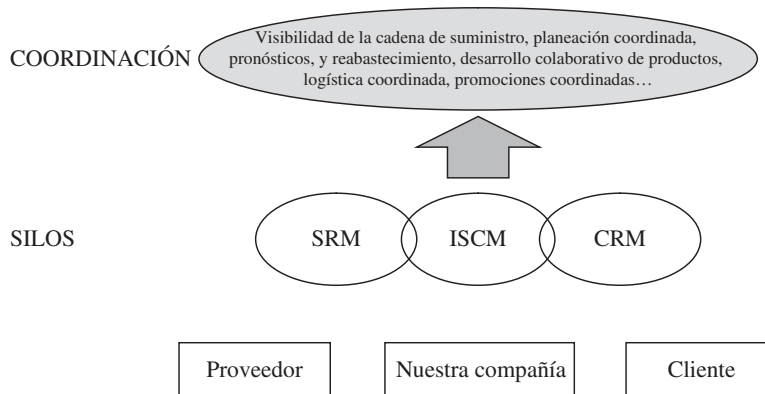 COORDINACIÓN
Visibilidad de la cadena de suministro, planeación coordinada,
pronósticos, y reabastecimiento, desarrollo colaborativo de productos,
logística coordinada, promociones coordinadas…
SILOS
SRM
ISCM
CRM
Proveedor
Nuestra compañía
Cliente